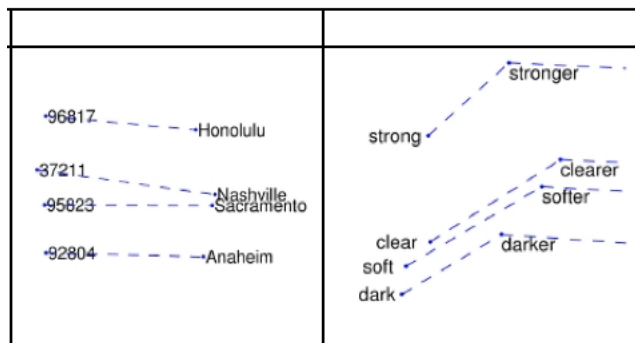 96817
Honolulu
37211
Nashville
95823
Sacramento
92804
Anaheim
stronger
strong
clearer
softer
clear
soft
darker
dark